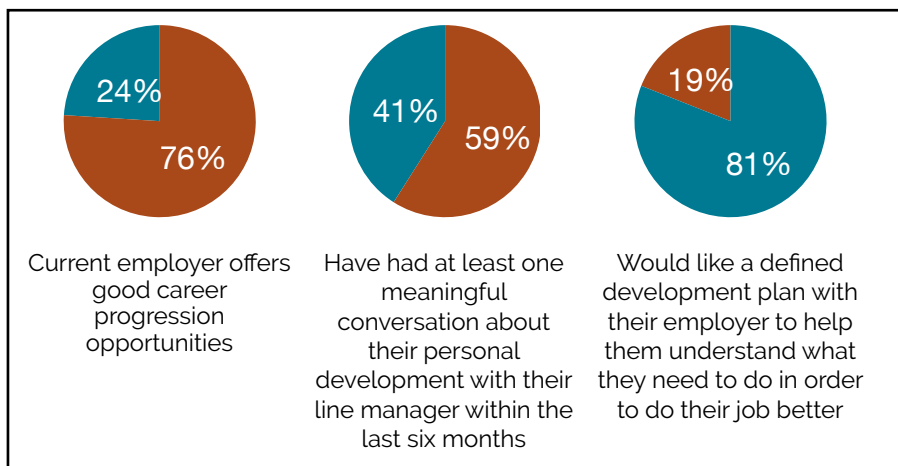 24%
76%
41%
59%
19%
81%
Current employer offers
good career
progression
opportunities
Have had at least one
meaningful
conversation about
their personal
development with their
line manager within the
last six months
Would like a defined
development plan with
their employer to help
them understand what
they need to do in order
to do their job better